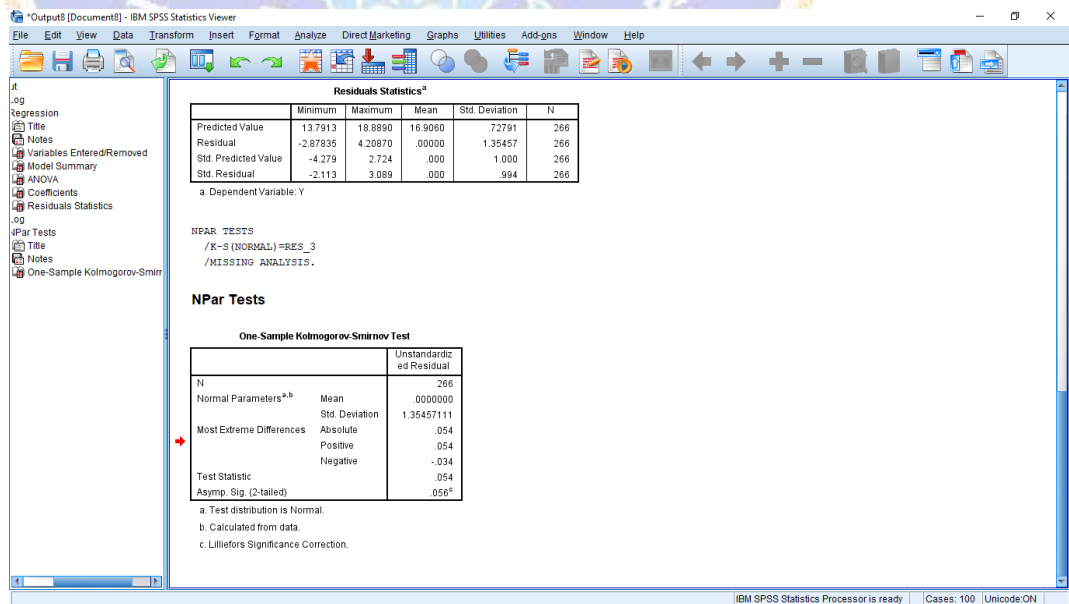 *Output8 [Document8] - IBM SPSS Statistics Viewer
File Edit View Data Transform Insert Format Analyze Direct Marketing Graphs Utilities Add-ons Window Help
Regression
Title
Notes
Variables Entered/Removed
Model Summary
ANOVA
Coefficients
Residuals Statistics
Par Tests
Title
Notes
One-Sample Kolmogorov-Smirr
Residuals Statisticsa
Minimum Maximum Mean Std. Deviation N
Predicted Value 13.7913 18.8890 16.9060 .72791 266
Residual -2.87835 4.20870 .00000 1.35457 266
Std. Predicted Value -4.279 2.724 .000 1.000 266
Std. Residual -2.113 3.089 .000 .994 266
a. Dependent Variable: Y
NPAR TESTS
/K-S(NORMAL)=RES_3
/MISSING ANALYSIS.
NPar Tests
One-Sample Kolmogorov-Smirnov Test
Unstandardiz
ed Residual
N 266
Normal Parametersa,b Mean .0000000
Std. Deviation 1.35457111
Most Extreme Differences Absolute .054
Positive .054
Negative -.034
Test Statistic .054
Asymp. Sig. (2-tailed) .056c
a. Test distribution is Normal.
b. Calculated from data.
c. Lilliefors Significance Correction.
IBM SPSS Statistics Processor is ready Cases: 100 Unicode:ON